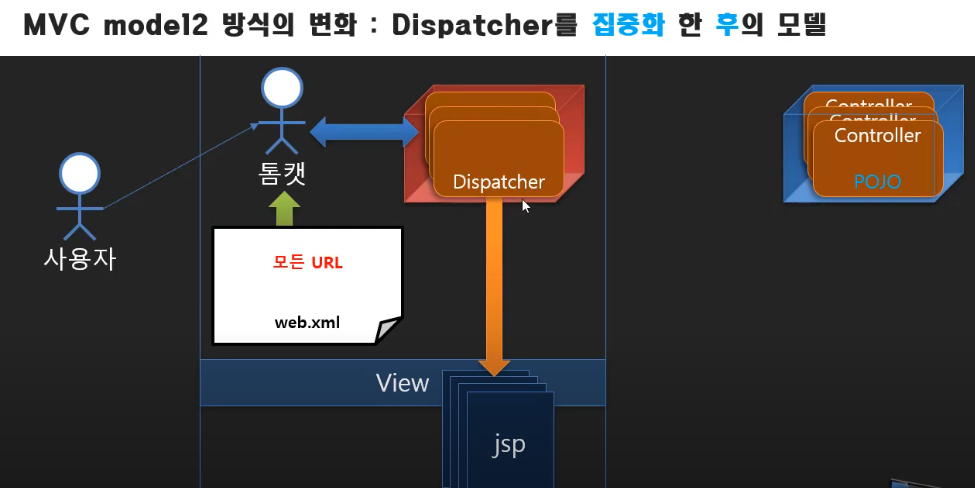 MVC model2 방식의 변화 : Dispatcher를 집중화 한 후의 모델
톰캣
사용자
모든 URL
web.xml
Dispatcher
Controller
Controller
Controller
POJO
View
jsp